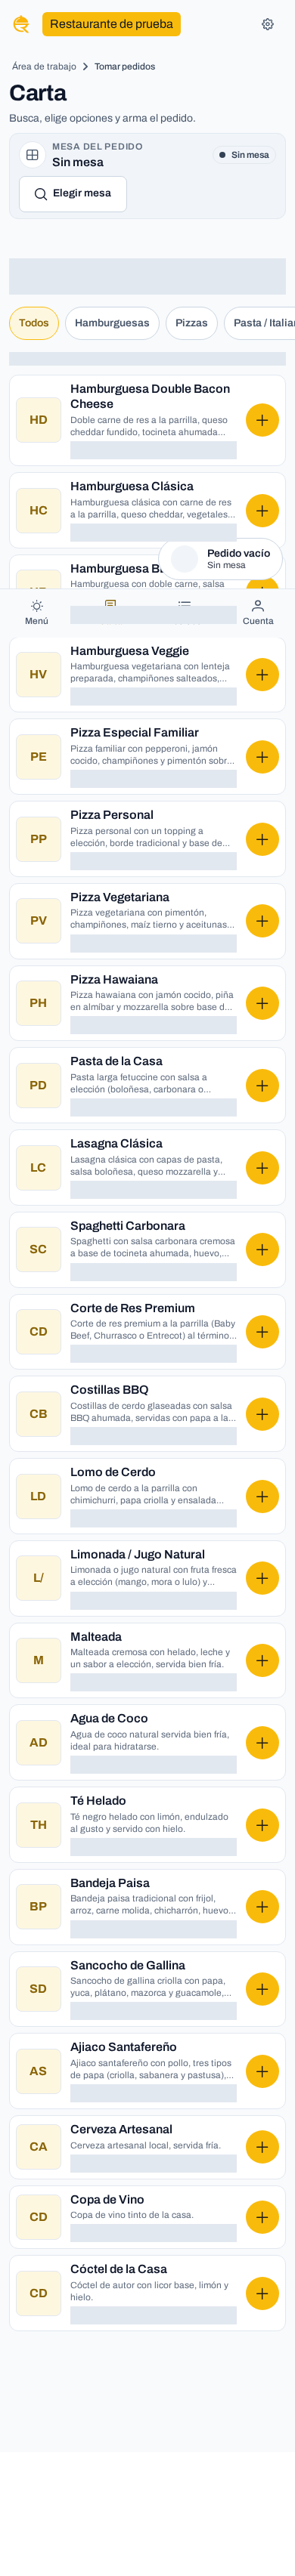 Restaurante de prueba
Área de trabajo > Tomar pedidos
Carta
Busca, elige opciones y arma el pedido.
MESA DEL PEDIDO
Sin mesa
Sin mesa
Elegir mesa
Todos
Hamburguesas
Pizzas
Pasta / Italian
HD
Hamburguesa Double Bacon
Cheese
Doble carne de res a la parrilla, queso
cheddar fundido, tocineta ahumada...
HC
Hamburguesa Clásica
Hamburguesa clásica con carne de res
a la parrilla, queso cheddar, vegetales...
Pedido vacío
Sin mesa
Hamburguesa con doble carne, salsa
Menú
Cuenta
HV
Hamburguesa Veggie
Hamburguesa vegetariana con lenteja
preparada, champiñones salteados,...
PE
Pizza Especial Familiar
Pizza familiar con pepperoni, jamón
cocido, champiñones y pimentón sobr...
PP
Pizza Personal
Pizza personal con un topping a
elección, borde tradicional y base de...
PV
Pizza Vegetariana
Pizza vegetariana con pimentón,
champiñones, maíz tierno y aceitunas...
PH
Pizza Hawaiana
Pizza hawaiana con jamón cocido, piña
en almíbar y mozzarella sobre base d...
PD
Pasta de la Casa
Pasta larga fetuccine con salsa a
elección (boloñesa, carbonara o...
LC
Lasagna Clásica
Lasagna clásica con capas de pasta,
salsa boloñesa, queso mozzarella y...
SC
Spaghetti Carbonara
Spaghetti con salsa carbonara cremosa
a base de tocineta ahumada, huevo,...
CD
Corte de Res Premium
Corte de res premium a la parrilla (Baby
Beef, Churrasco o Entrecot) al término...
CB
Costillas BBQ
Costillas de cerdo glaseadas con salsa
BBQ ahumada, servidas con papa a la...
LD
Lomo de Cerdo
Lomo de cerdo a la parrilla con
chimichurri, papa criolla y ensalada...
L/
Limonada / Jugo Natural
Limonada o jugo natural con fruta fresca
a elección (mango, mora o lulo) y...
M
Malteada
Malteada cremosa con helado, leche y
un sabor a elección, servida bien fría.
AD
Agua de Coco
Agua de coco natural servida bien fría,
ideal para hidratarse.
TH
Té Helado
Té negro helado con limón, endulzado
al gusto y servido con hielo.
BP
Bandeja Paisa
Bandeja paisa tradicional con frijol,
arroz, carne molida, chicharrón, huevo...
SD
Sancocho de Gallina
Sancocho de gallina criolla con papa,
yuca, plátano, mazorca y guacamole,...
AS
Ajiaco Santafereño
Ajiaco santafereño con pollo, tres tipos
de papa (criolla, sabanera y pastusa),...
CA
Cerveza Artesanal
Cerveza artesanal local, servida fría.
CD
Copa de Vino
Copa de vino tinto de la casa.
CD
Cóctel de la Casa
Cóctel de autor con licor base, limón y
hielo.